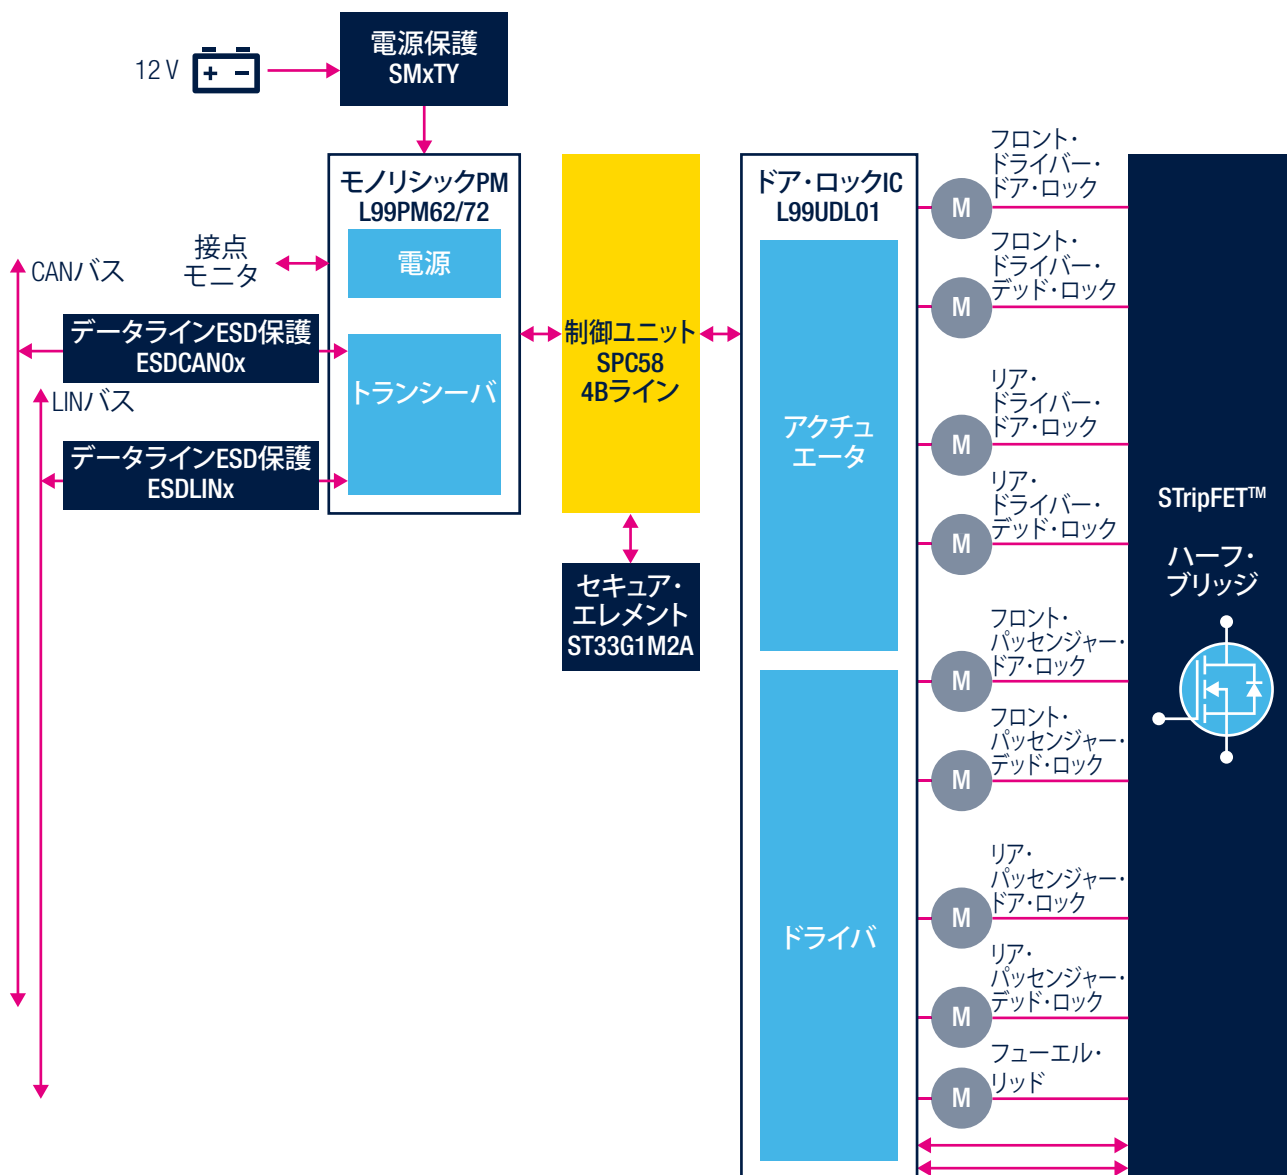 12 V
+ −
電源保護
SMxTY
モノリシックPM
L99PM62/72
電源
トランシーバ
接点
モニタ
CANバス
データラインESD保護
ESDCAN0x
LINバス
データラインESD保護
ESDLINx
制御ユニット
SPC58
4Bライン
セキュア・
エレメント
ST33G1M2A
ドア・ロックIC
L99UDL01
アクチュ
エータ
ドライバ
M
フロント・
ドライバー・
ドア・ロック
M
フロント・
ドライバー・
デッド・ロック
M
リア・
ドライバー・
ドア・ロック
M
リア・
ドライバー・
デッド・ロック
M
フロント・
パッセンジャー・
ドア・ロック
M
フロント・
パッセンジャー・
デッド・ロック
M
リア・
パッセンジャー・
ドア・ロック
M
リア・
パッセンジャー・
デッド・ロック
M
フューエル・
リッド
STripFET™
ハーフ・
ブリッジ